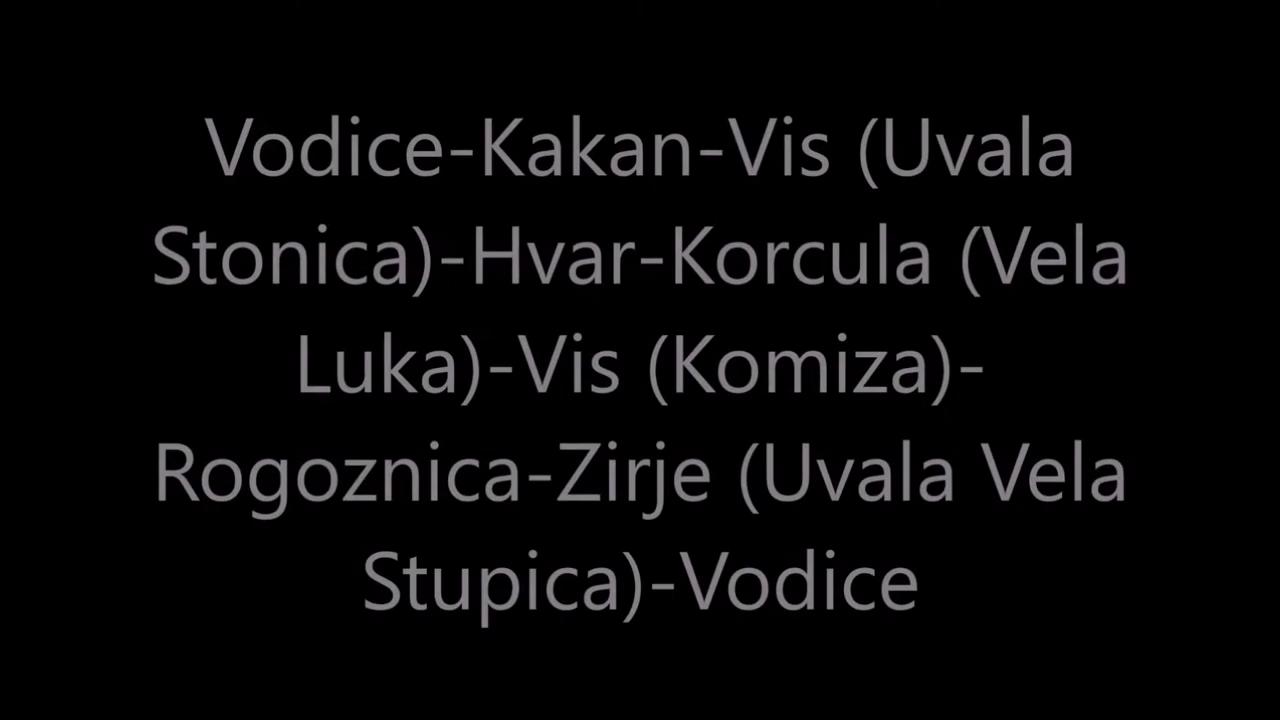 Vodice-Kakan-Vis (Uvala
Stonica)-Hvar-Korcula (Vela
Luka)-Vis (Komiza)-
Rogoznica-Zirje (Uvala Vela
Stupica)-Vodice